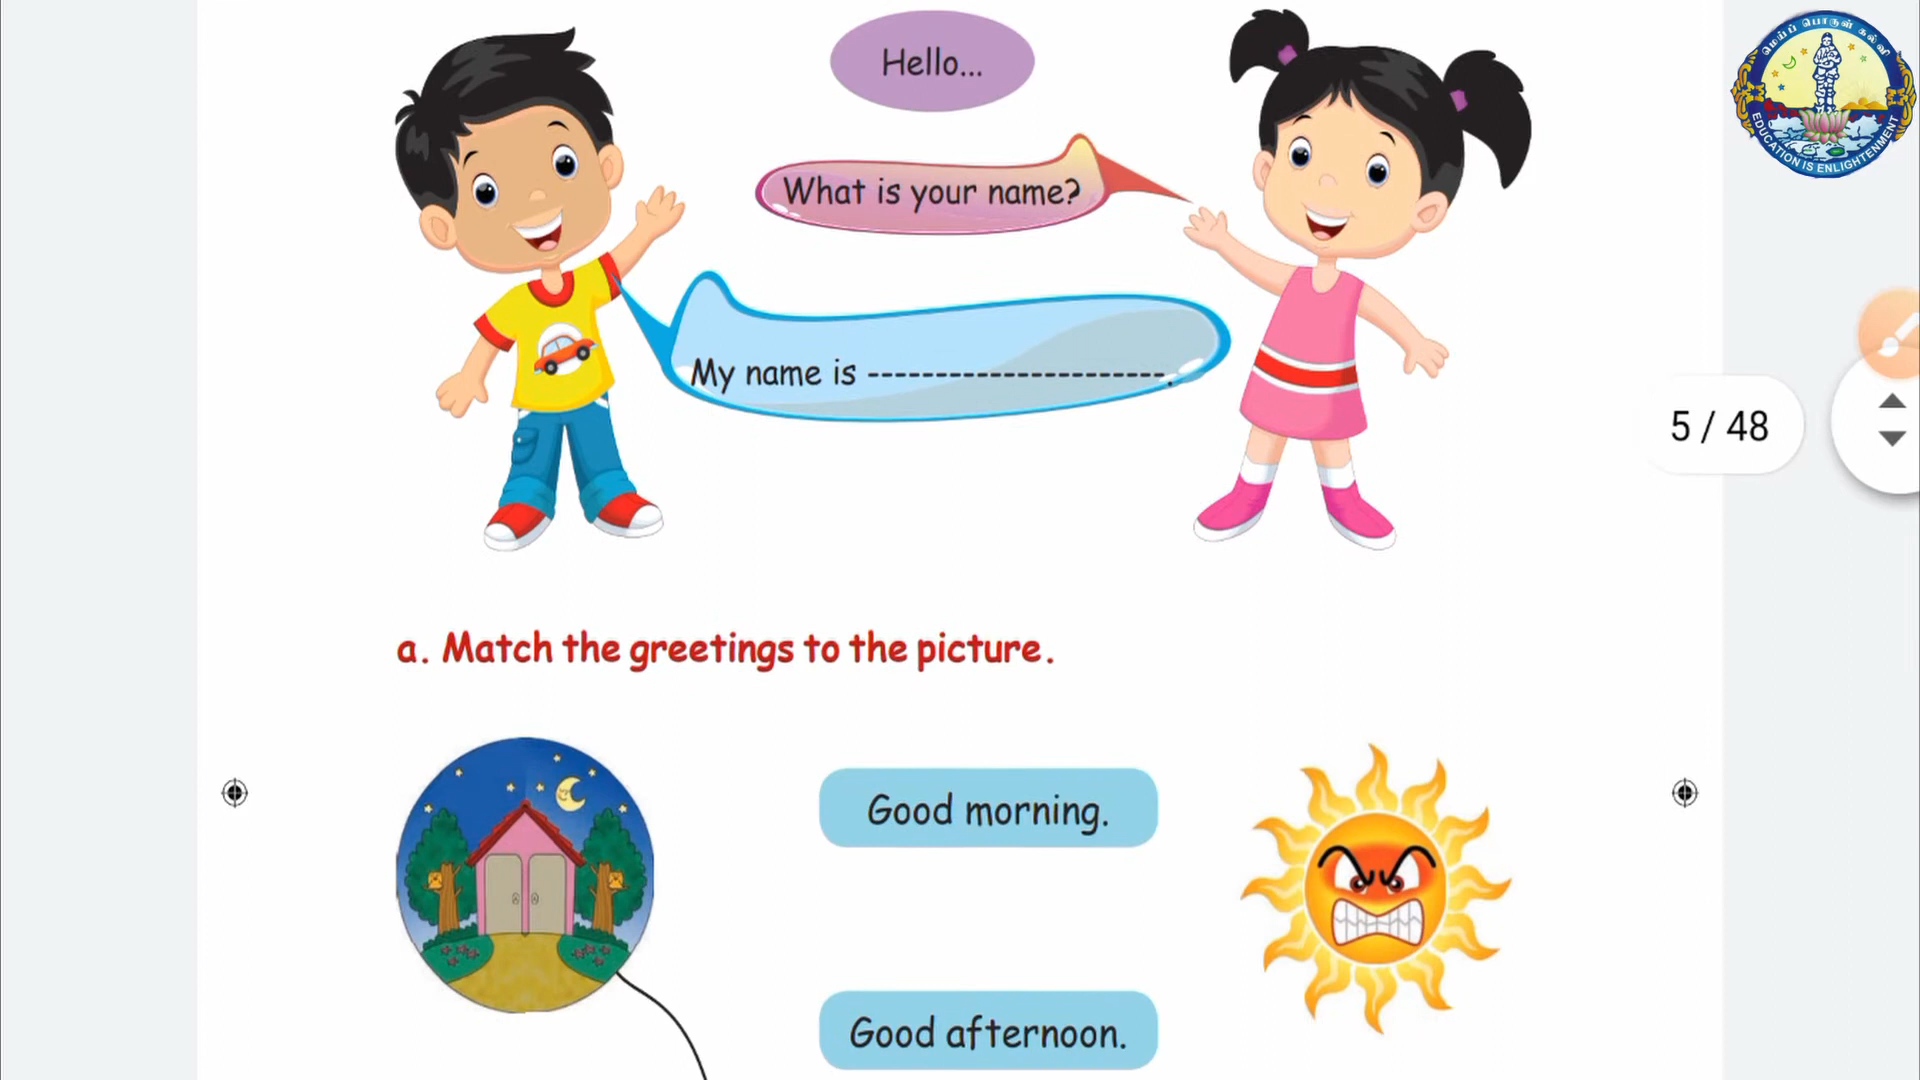 Hello...
What is your name?
My name is ----------------------.
5 / 48
a. Match the greetings to the picture.
Good morning.
Good afternoon.
மெய்ப் பொருள் கல்வி
EDUCATION IS ENLIGHTENMENT